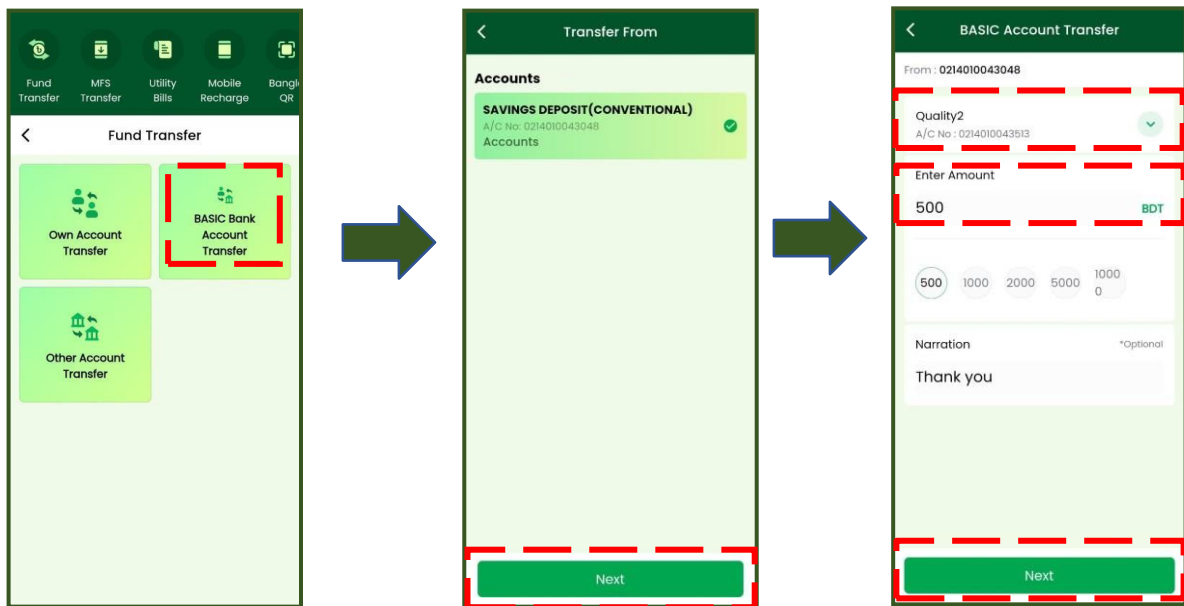 Fund Transfer
MFS Transfer
Utility Bills
Mobile Recharge
Bangla QR
Fund Transfer
Own Account
Transfer
BASIC Bank
Account
Transfer
Other Account
Transfer
Transfer From
Accounts
SAVINGS DEPOSIT(CONVENTIONAL)
A/C No: 0214010043048
Accounts
Next
BASIC Account Transfer
From : 0214010043048
Quality2
A/C No : 0214010043513
Enter Amount
500 BDT
500 1000 2000 5000 1000
0
Narration *Optional
Thank you
Next